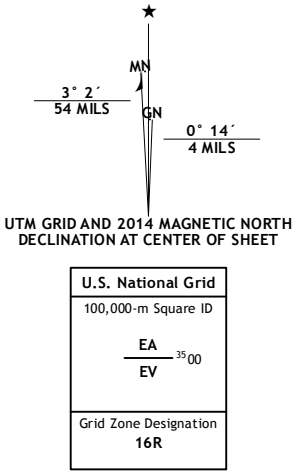 ★
MN
3° 2´
54 MILS
GN
0° 14´
4 MILS
UTM GRID AND 2014 MAGNETIC NORTH
DECLINATION AT CENTER OF SHEET
U.S. National Grid
100,000-m Square ID
EA
3500
EV
Grid Zone Designation
16R